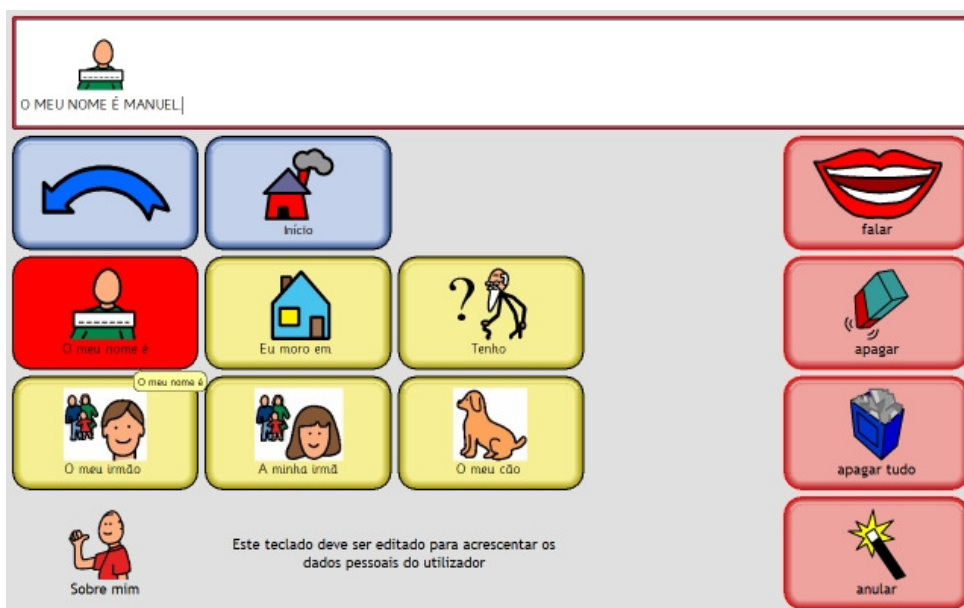 O MEU NOME É MANUEL.
Início
falar
O meu nome é
Eu moro em
?
Tenho
apagar
O meu nome é
O meu irmão
A minha irmã
O meu cão
apagar tudo
Sobre mim
Este teclado deve ser editado para acrescentar os
dados pessoais do utilizador
anular